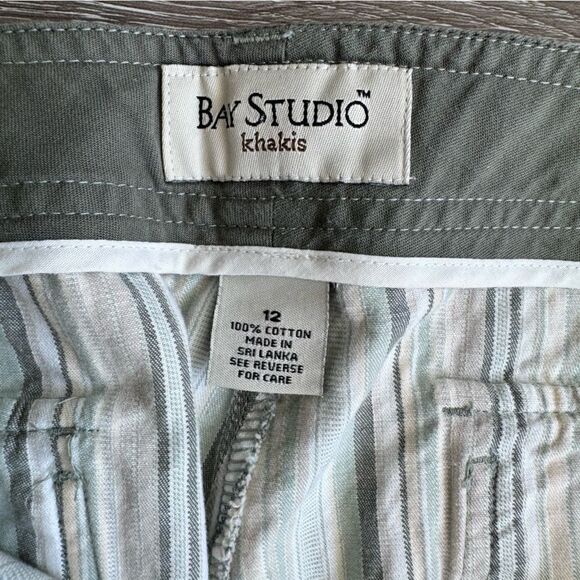 BAY STUDIO™
khakis
12
100% COTTON
MADE IN
SRI LANKA
SEE REVERSE
FOR CARE